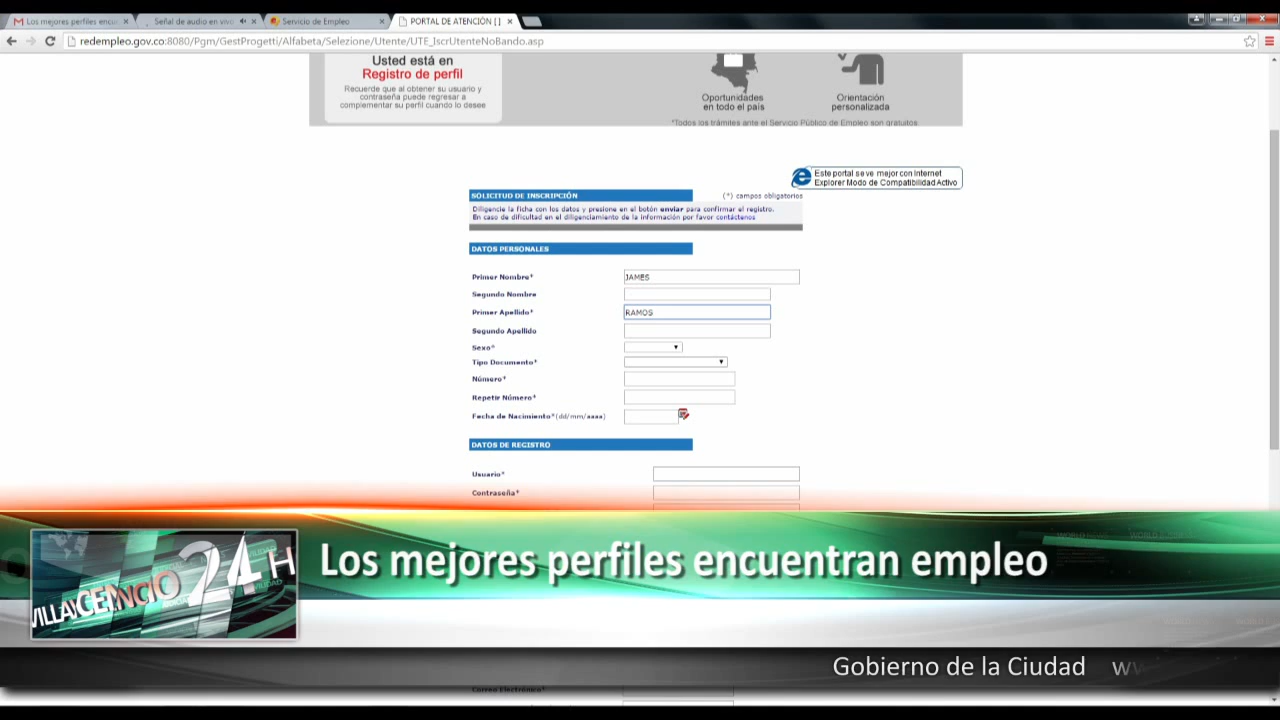 Los mejores perfiles encu
Señal de audio en vivo
Servicio de Empleo
PORTAL DE ATENCIÓN [ ]
redempleo.gov.co:8080/Pgm/GestProgetti/Alfabeta/Selezione/Utente/UTE_IscrUtenteNoBando.asp
Usted está en
Registro de perfil
Recuerde que al obtener su usuario y
contraseña puede regresar a
complementar su perfil cuando lo desee
Oportunidades
en todo el país
Orientación
personalizada
*Todos los trámites ante el Servicio Público de Empleo son gratuitos.
Este portal se ve mejor con Internet
Explorer Modo de Compatibilidad Activo
SOLICITUD DE INSCRIPCIÓN
(*) campos obligatorios
Diligencie la ficha con los datos y presione en el botón enviar para confirmar el registro.
En caso de dificultad en el diligenciamiento de la información por favor contáctenos
DATOS PERSONALES
Primer Nombre* JAMES
Segundo Nombre
Primer Apellido* RAMOS
Segundo Apellido
Sexo*
Tipo Documento*
Número*
Repetir Número*
Fecha de Nacimiento*(dd/mm/aaaa)
DATOS DE REGISTRO
Usuario*
Contraseña*
24H
Los mejores perfiles encuentran empleo
Gobierno de la Ciudad
Correo Electrónico*